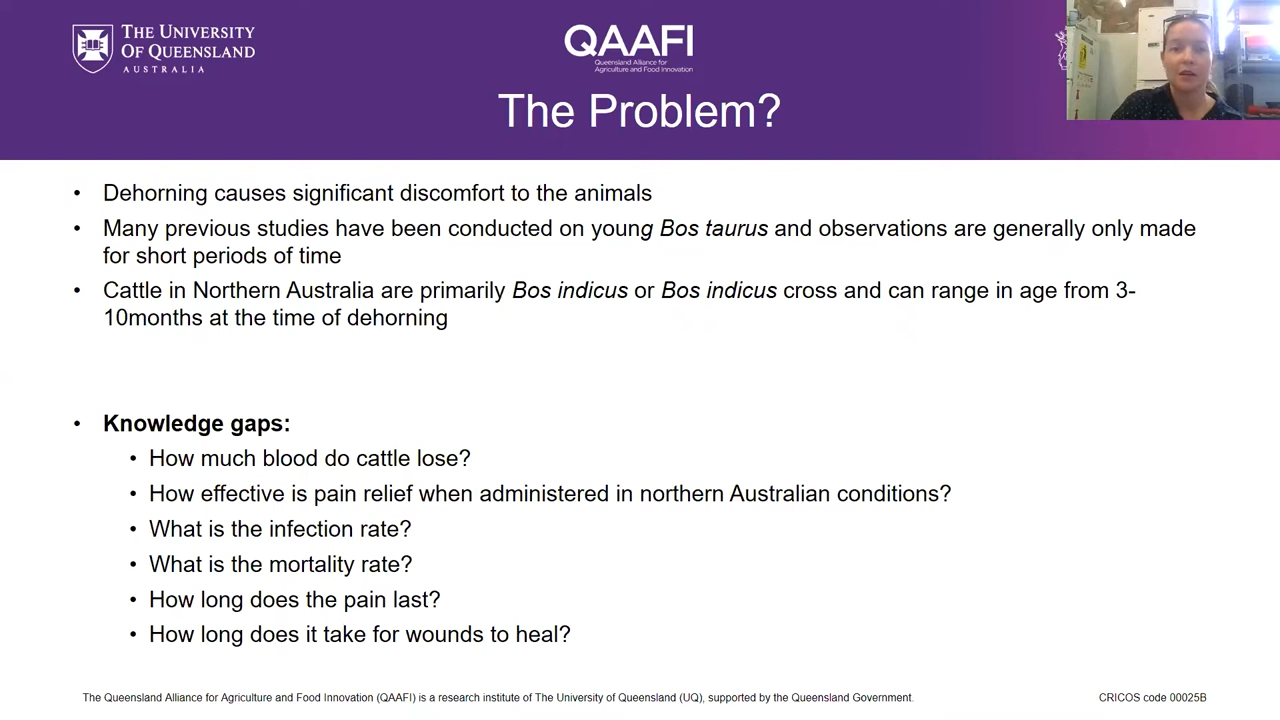 THE UNIVERSITY
OF QUEENSLAND
AUSTRALIA
QAAFI
Queensland Alliance for
Agriculture and Food Innovation
The Problem?
• Dehorning causes significant discomfort to the animals
• Many previous studies have been conducted on young Bos taurus and observations are generally only made
for short periods of time
• Cattle in Northern Australia are primarily Bos indicus or Bos indicus cross and can range in age from 3-
10months at the time of dehorning
• Knowledge gaps:
• How much blood do cattle lose?
• How effective is pain relief when administered in northern Australian conditions?
• What is the infection rate?
• What is the mortality rate?
• How long does the pain last?
• How long does it take for wounds to heal?
The Queensland Alliance for Agriculture and Food Innovation (QAAFI) is a research institute of The University of Queensland (UQ), supported by the Queensland Government.
CRICOS code 00025B